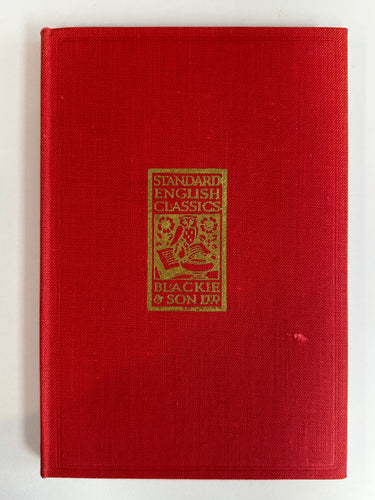 STANDARD
ENGLISH
CLASSICS
BLACKIE
& SON LTD